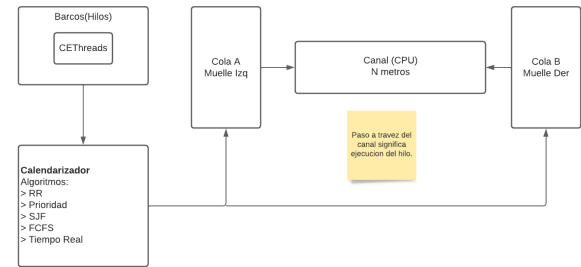 Barcos(Hilos)
CEThreads
Cola A
Muelle Izq
Canal (CPU)
N metros
Cola B
Muelle Der
Paso a travez del
canal significa
ejecucion del hilo.
Calendarizador
Algoritmos:
> RR
> Prioridad
> SJF
> FCFS
> Tiempo Real